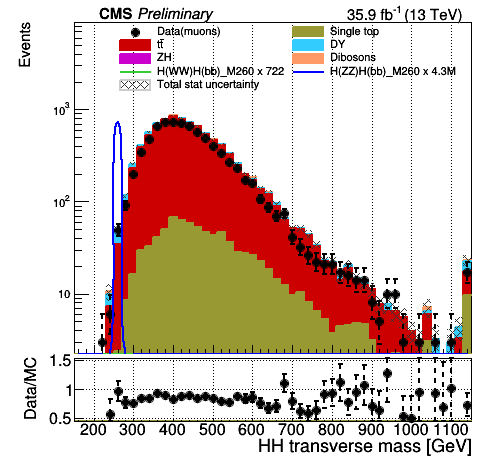 CMS Preliminary 35.9 fb⁻¹ (13 TeV)
Data(muons) Single top
tt̄ DY
ZH Dibosons
H(WW)H(bb)_M260 x 722 H(ZZ)H(bb)_M260 x 4.3M
Total stat uncertainty
Events
10³
10²
10
Data/MC
1.5
1
0.5
200 300 400 500 600 700 800 900 1000 1100
HH transverse mass [GeV]